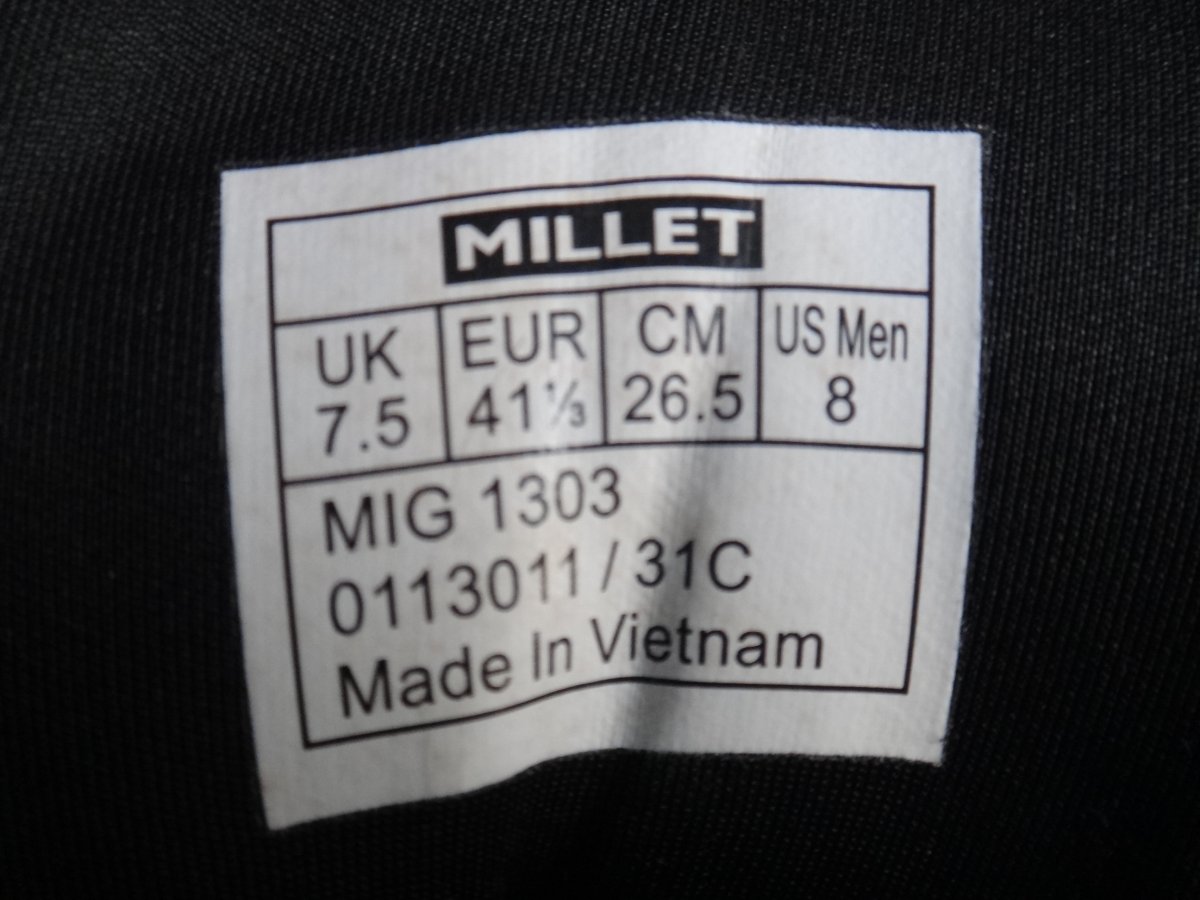 MILLET
UK EUR CM US Men
7.5 41⅓ 26.5 8
MIG 1303
0113011 / 31C
Made In Vietnam